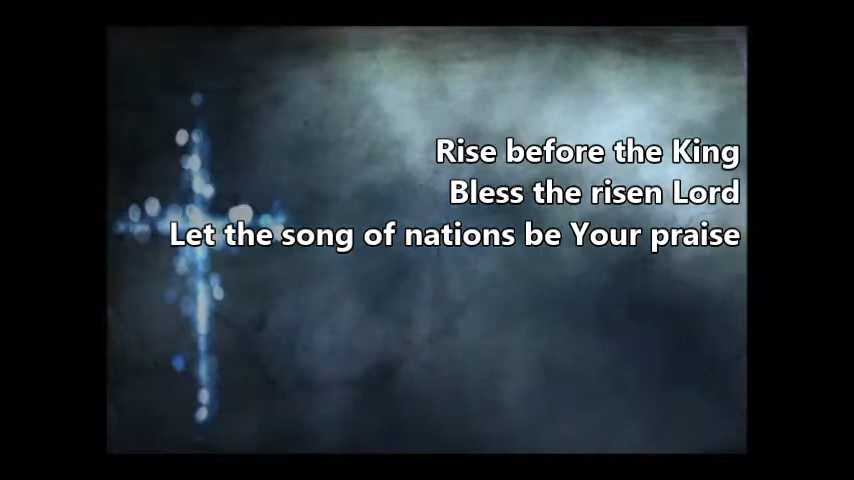 Rise before the King
Bless the risen Lord
Let the song of nations be Your praise